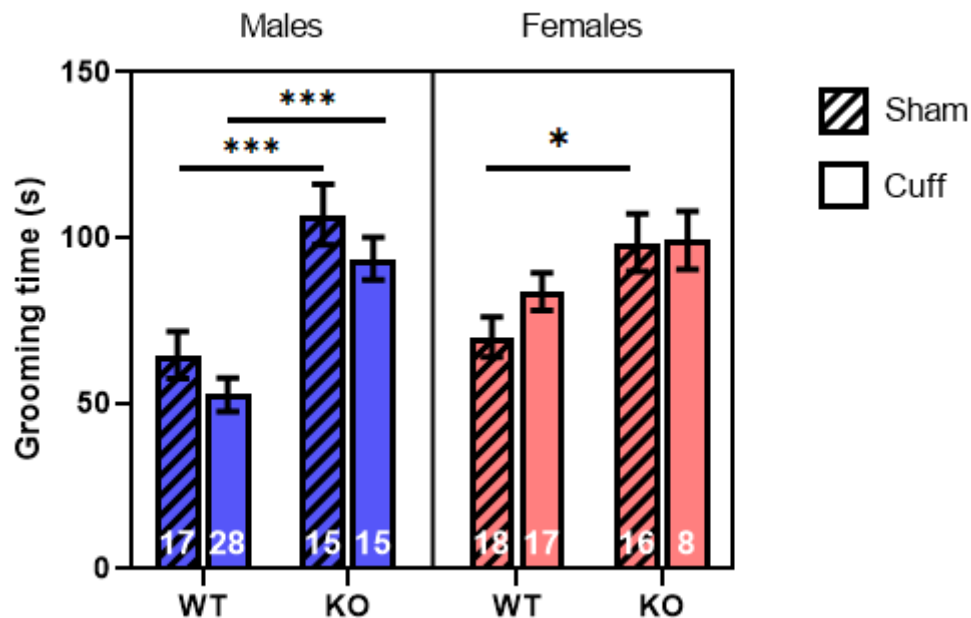 Males Females
150
100
50
0
Grooming time (s)
*** 
***
*
17 28 15 15 18 17 16 8
WT KO WT KO
Sham
Cuff